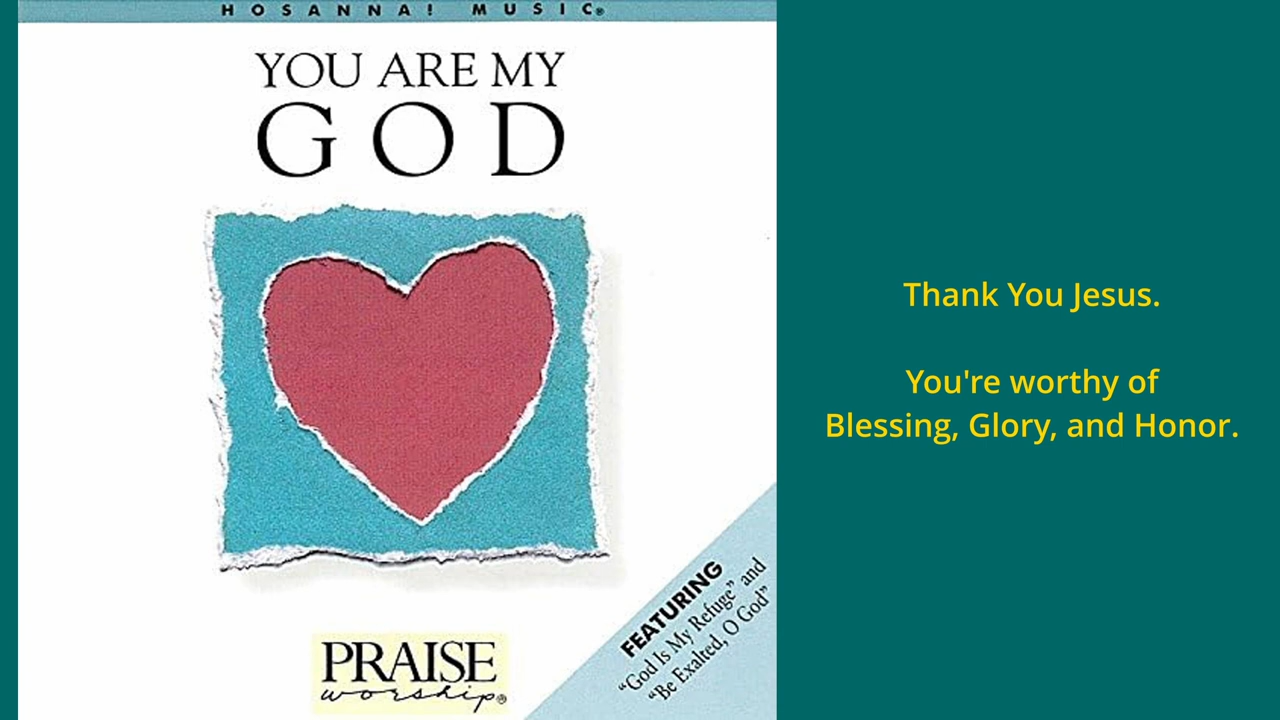 HOSANNA! MUSIC®
YOU ARE MY
GOD
FEATURING
“God Is My Refuge” and
“Be Exalted, O God”
PRAISE
worship®
Thank You Jesus.
You're worthy of
Blessing, Glory, and Honor.